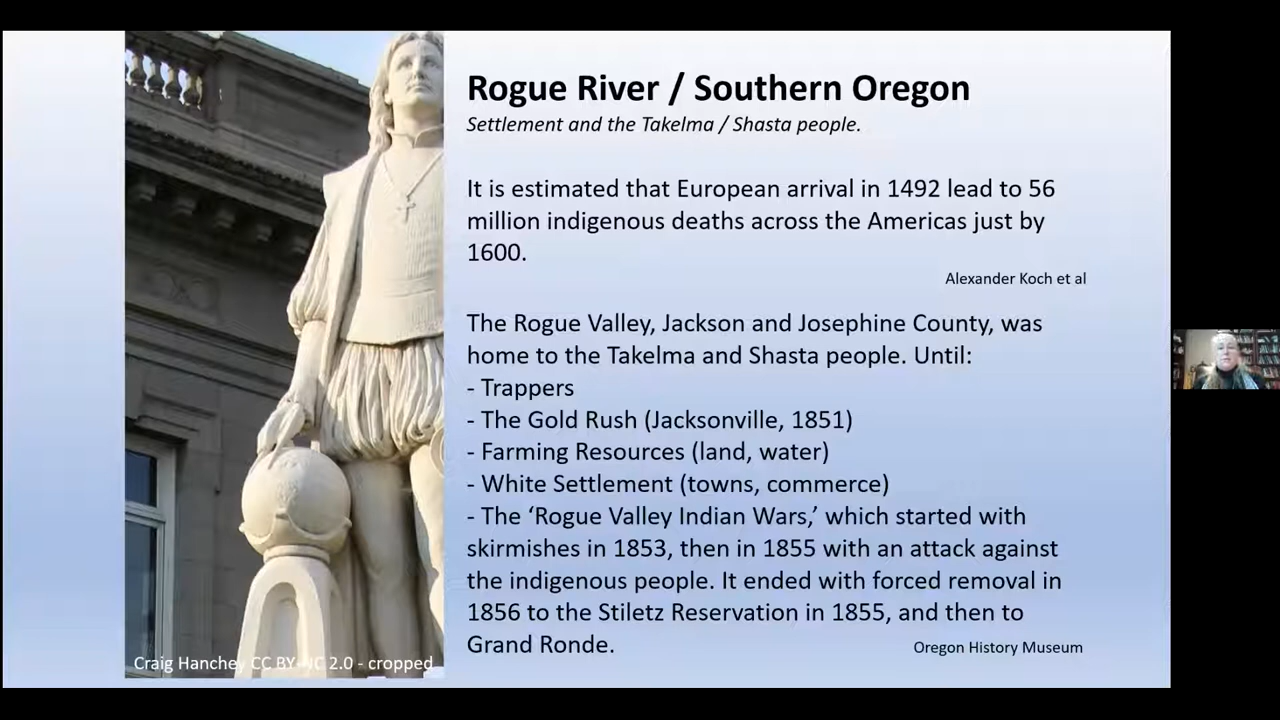 Rogue River / Southern Oregon
Settlement and the Takelma / Shasta people.
It is estimated that European arrival in 1492 lead to 56
million indigenous deaths across the Americas just by
1600.
Alexander Koch et al
The Rogue Valley, Jackson and Josephine County, was
home to the Takelma and Shasta people. Until:
- Trappers
- The Gold Rush (Jacksonville, 1851)
- Farming Resources (land, water)
- White Settlement (towns, commerce)
- The ‘Rogue Valley Indian Wars,’ which started with
skirmishes in 1853, then in 1855 with an attack against
the indigenous people. It ended with forced removal in
1856 to the Stiletz Reservation in 1855, and then to
Grand Ronde.
Oregon History Museum
Craig Hanchey CC BY-NC 2.0 - cropped